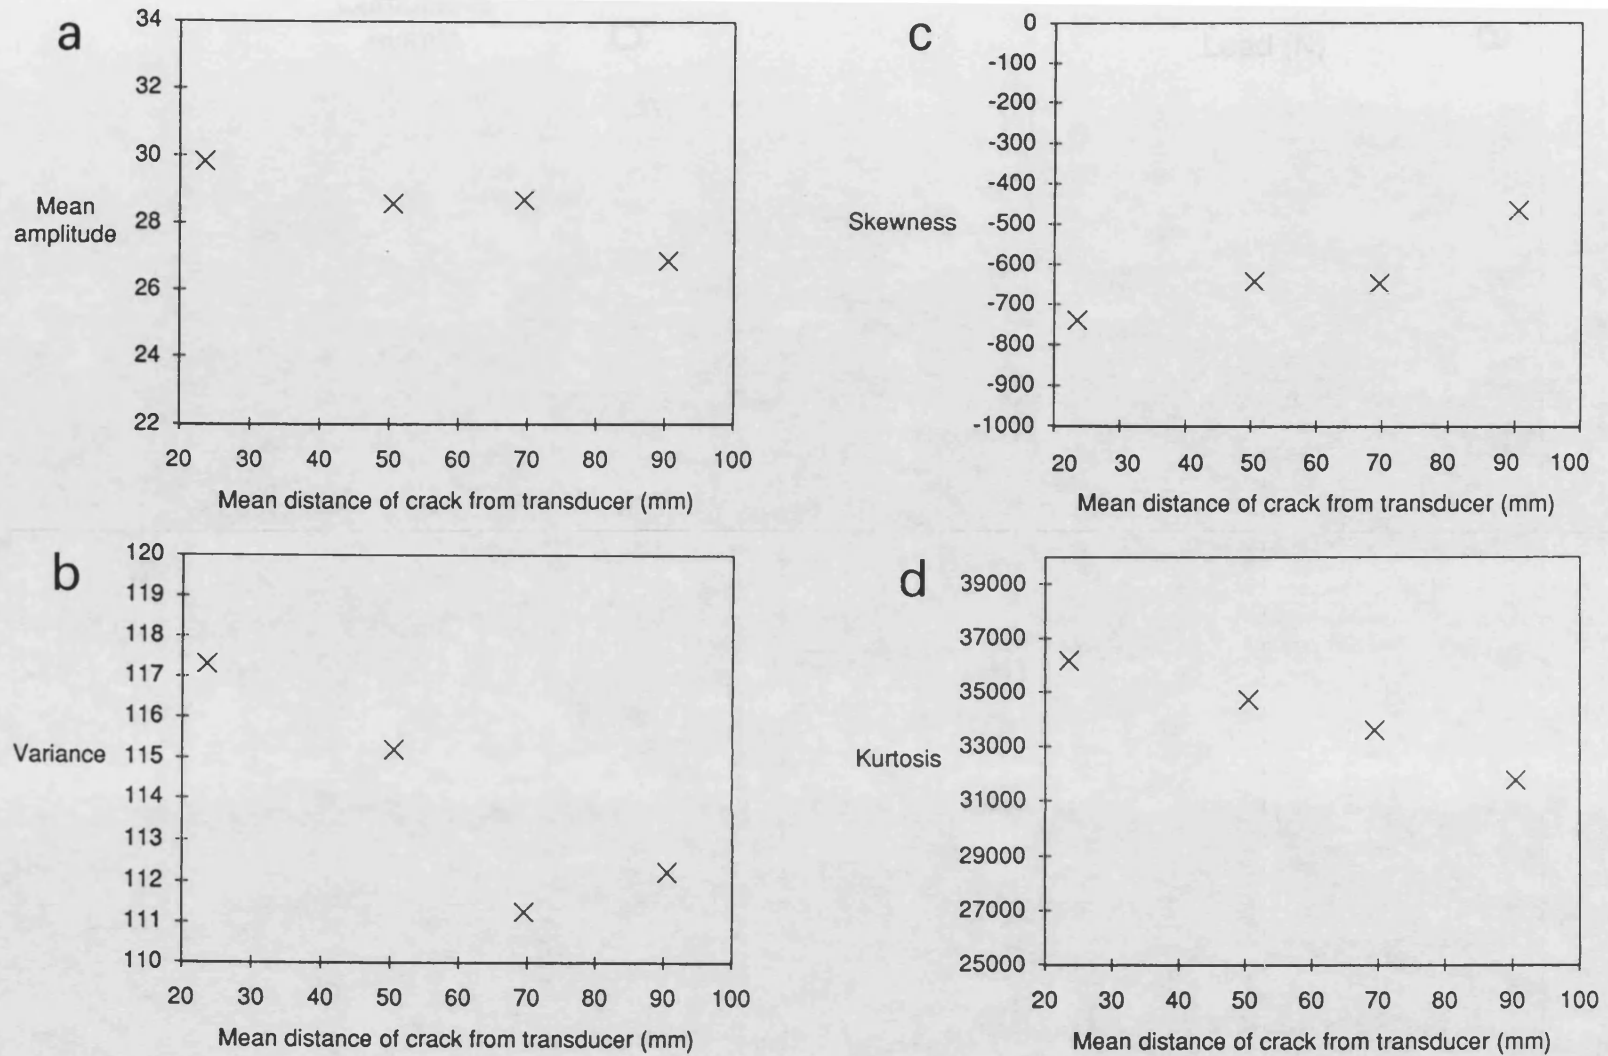 a
34
32
30
28
26
24
22
Mean
amplitude
20 30 40 50 60 70 80 90 100
Mean distance of crack from transducer (mm)
c
0
-100
-200
-300
-400
-500
-600
-700
-800
-900
-1000
Skewness
20 30 40 50 60 70 80 90 100
Mean distance of crack from transducer (mm)
b
120
119
118
117
116
115
114
113
112
111
110
Variance
20 30 40 50 60 70 80 90 100
Mean distance of crack from transducer (mm)
d
39000
37000
35000
33000
31000
29000
27000
25000
Kurtosis
20 30 40 50 60 70 80 90 100
Mean distance of crack from transducer (mm)